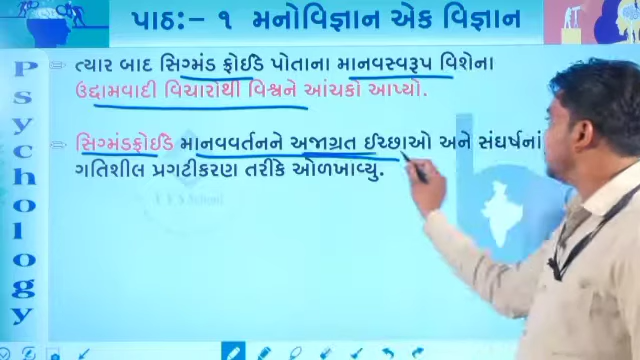 પાઠ:– ૧ મનોવિજ્ઞાન એક વિજ્ઞાન
ત્યાર બાદ સિગ્મંડ ફ્રોઈડે પોતાના માનવસ્વરૂપ વિશેના
ઉદ્દામવાદી વિચારોથી વિશ્વને આંચકો આપ્યો.
સિગ્મંડફ્રોઈડે માનવવર્તનને અજાગ્રત ઈચ્છાઓ અને સંઘર્ષનાં
ગતિશીલ પ્રગટીકરણ તરીકે ઓળખાવ્યુ.
Psychology